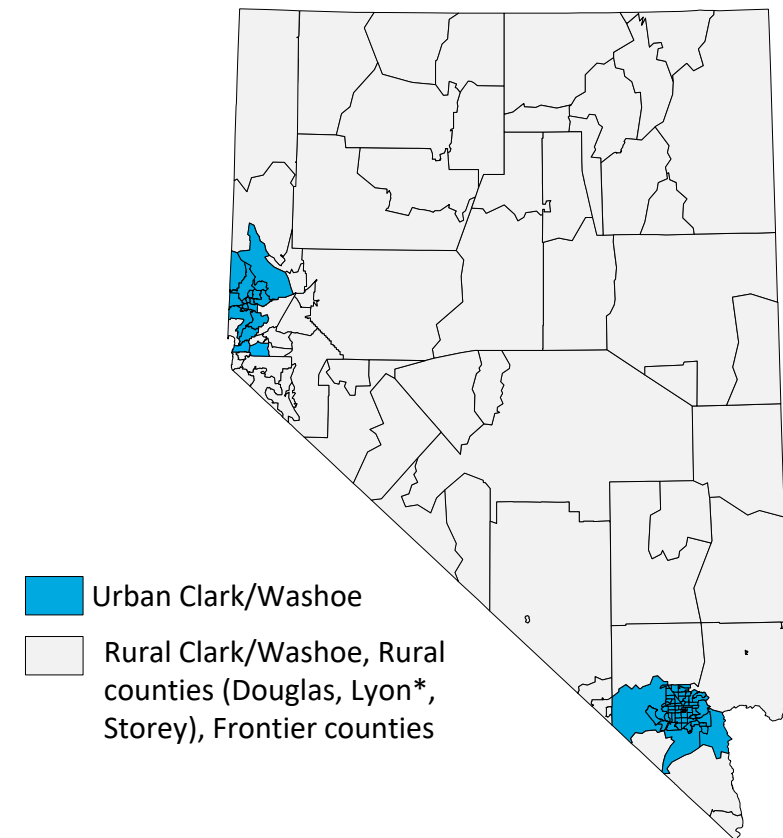 Urban Clark/Washoe
Rural Clark/Washoe, Rural
counties (Douglas, Lyon*,
Storey), Frontier counties